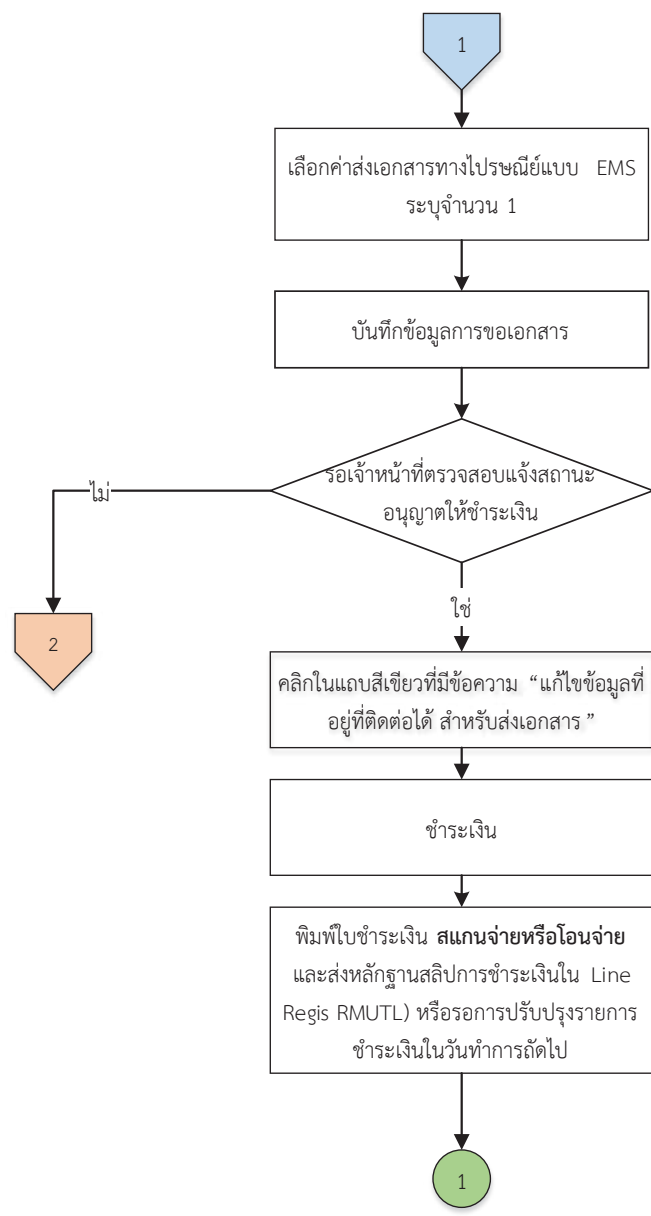 1
เลือกค่าส่งเอกสารทางไปรษณีย์แบบ EMS
ระบุจำนวน 1
บันทึกข้อมูลการขอเอกสาร
รอเจ้าหน้าที่ตรวจสอบแจ้งสถานะ
อนุญาตให้ชำระเงิน
ไม่
ใช่
2
คลิกในแถบสีเขียวที่มีข้อความ “แก้ไขข้อมูลที่
อยู่ที่ติดต่อได้ สำหรับส่งเอกสาร ”
ชำระเงิน
พิมพ์ใบชำระเงิน สแกนจ่ายหรือโอนจ่าย
และส่งหลักฐานสลิปการชำระเงินใน Line
Regis RMUTL) หรือรอการปรับปรุงรายการ
ชำระเงินในวันทำการถัดไป
1